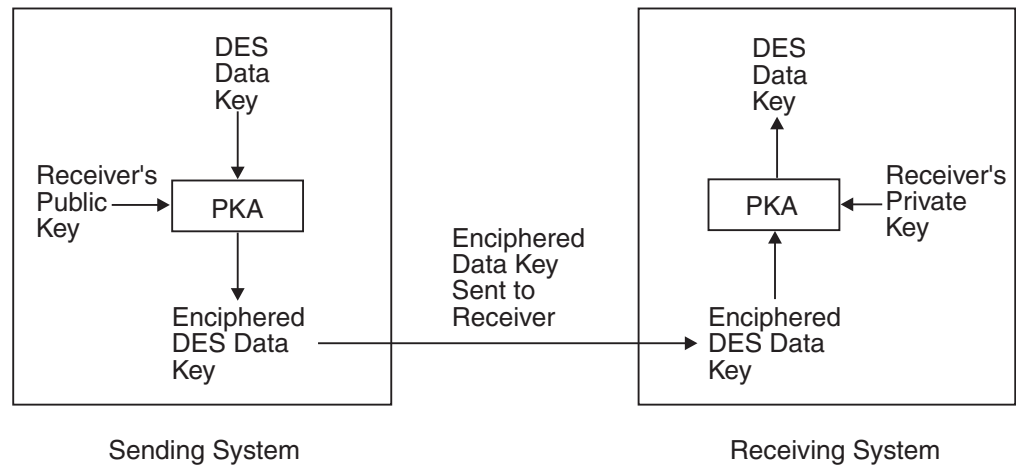 DES
Data
Key
Receiver's
Public
Key
PKA
Enciphered
DES Data
Key
Enciphered
Data Key
Sent to
Receiver
DES
Data
Key
PKA
Receiver's
Private
Key
Enciphered
DES Data
Key
Sending System
Receiving System